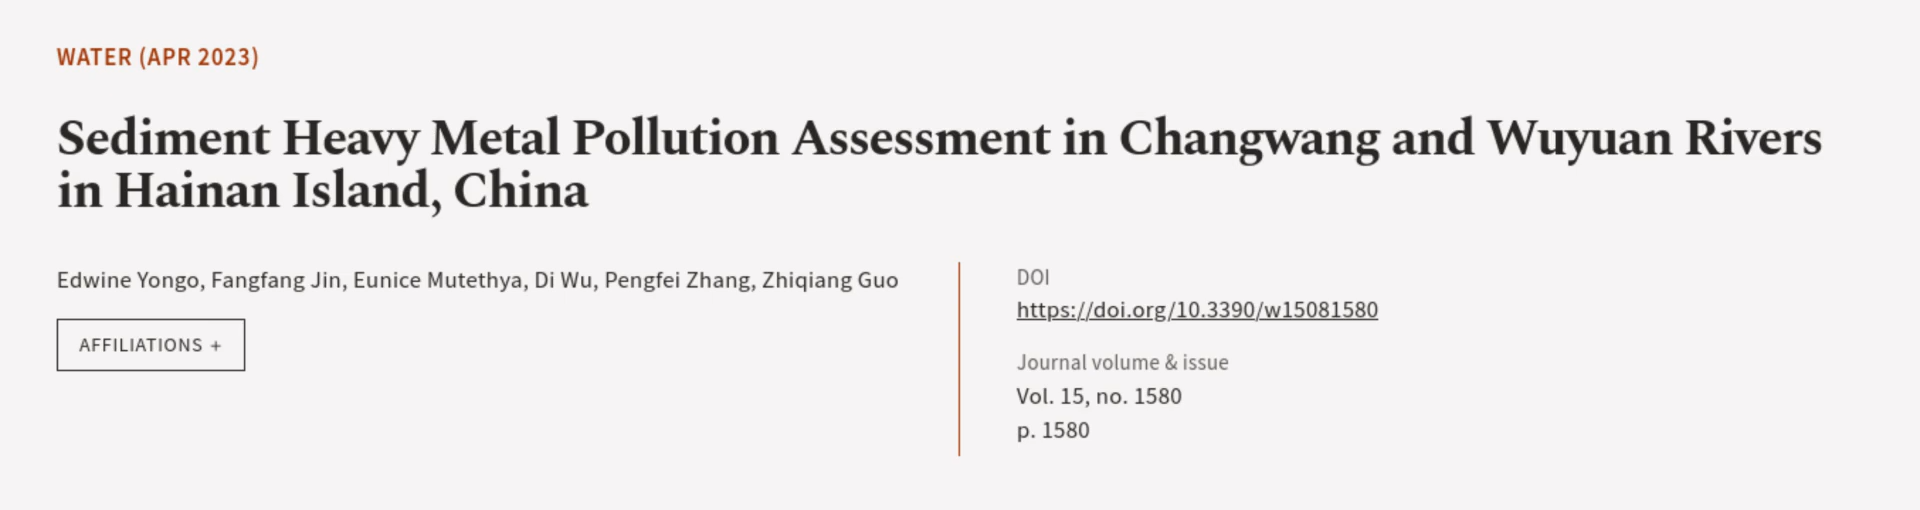 WATER (APR 2023)
Sediment Heavy Metal Pollution Assessment in Changwang and Wuyuan Rivers
in Hainan Island, China
Edwine Yongo, Fangfang Jin, Eunice Mutethya, Di Wu, Pengfei Zhang, Zhiqiang Guo
AFFILIATIONS +
DOI
https://doi.org/10.3390/w15081580
Journal volume & issue
Vol. 15, no. 1580
p. 1580